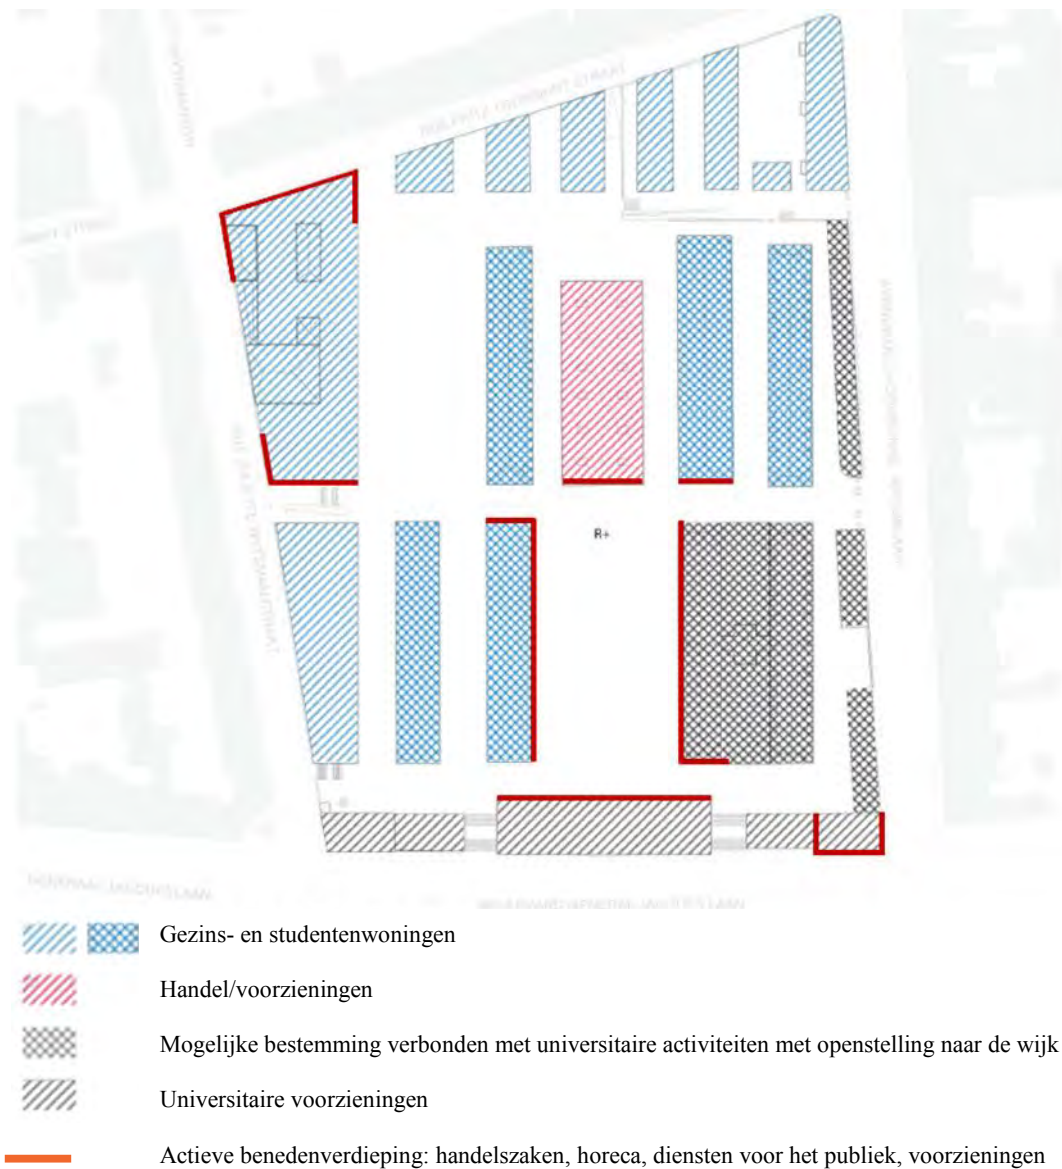 R+
Gezins- en studentenwoningen
Handel/voorzieningen
Mogelijke bestemming verbonden met universitaire activiteiten met openstelling naar de wijk
Universitaire voorzieningen
Actieve benedenverdieping: handelszaken, horeca, diensten voor het publiek, voorzieningen